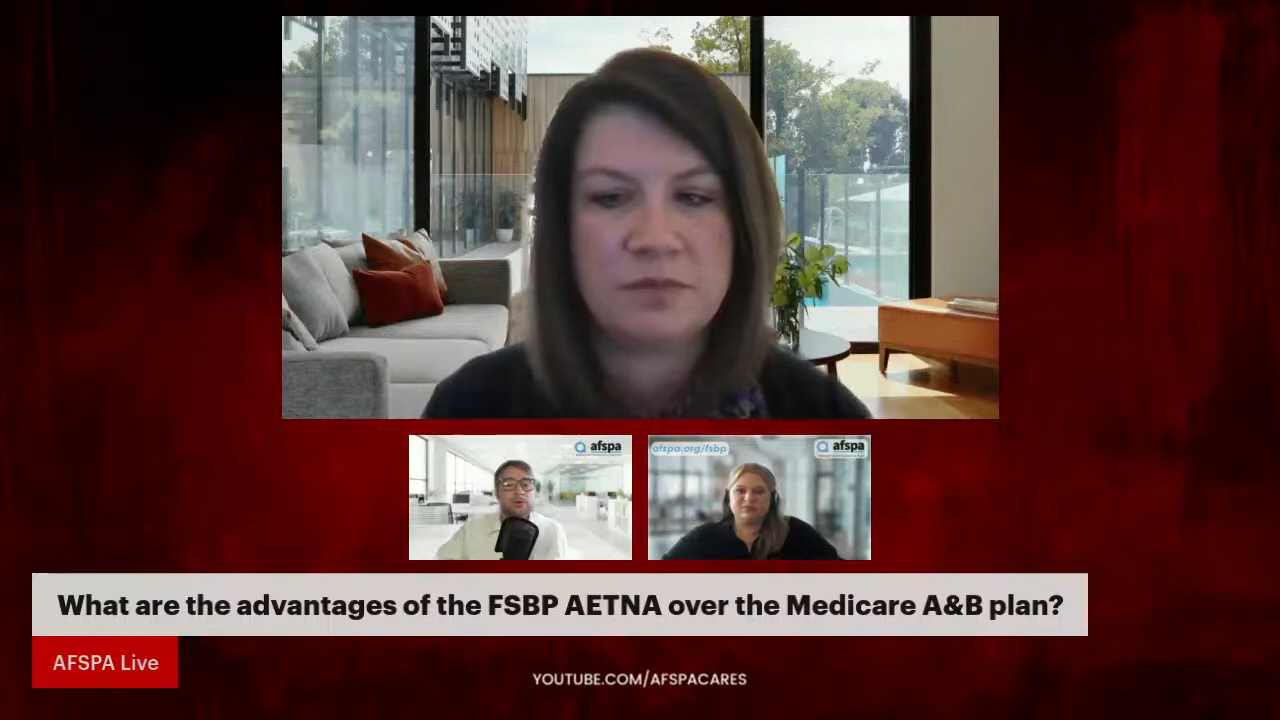 afspa
afspa.org/fsbp
afspa
What are the advantages of the FSBP AETNA over the Medicare A&B plan?
AFSPA Live
YOUTUBE.COM/AFSPACARES